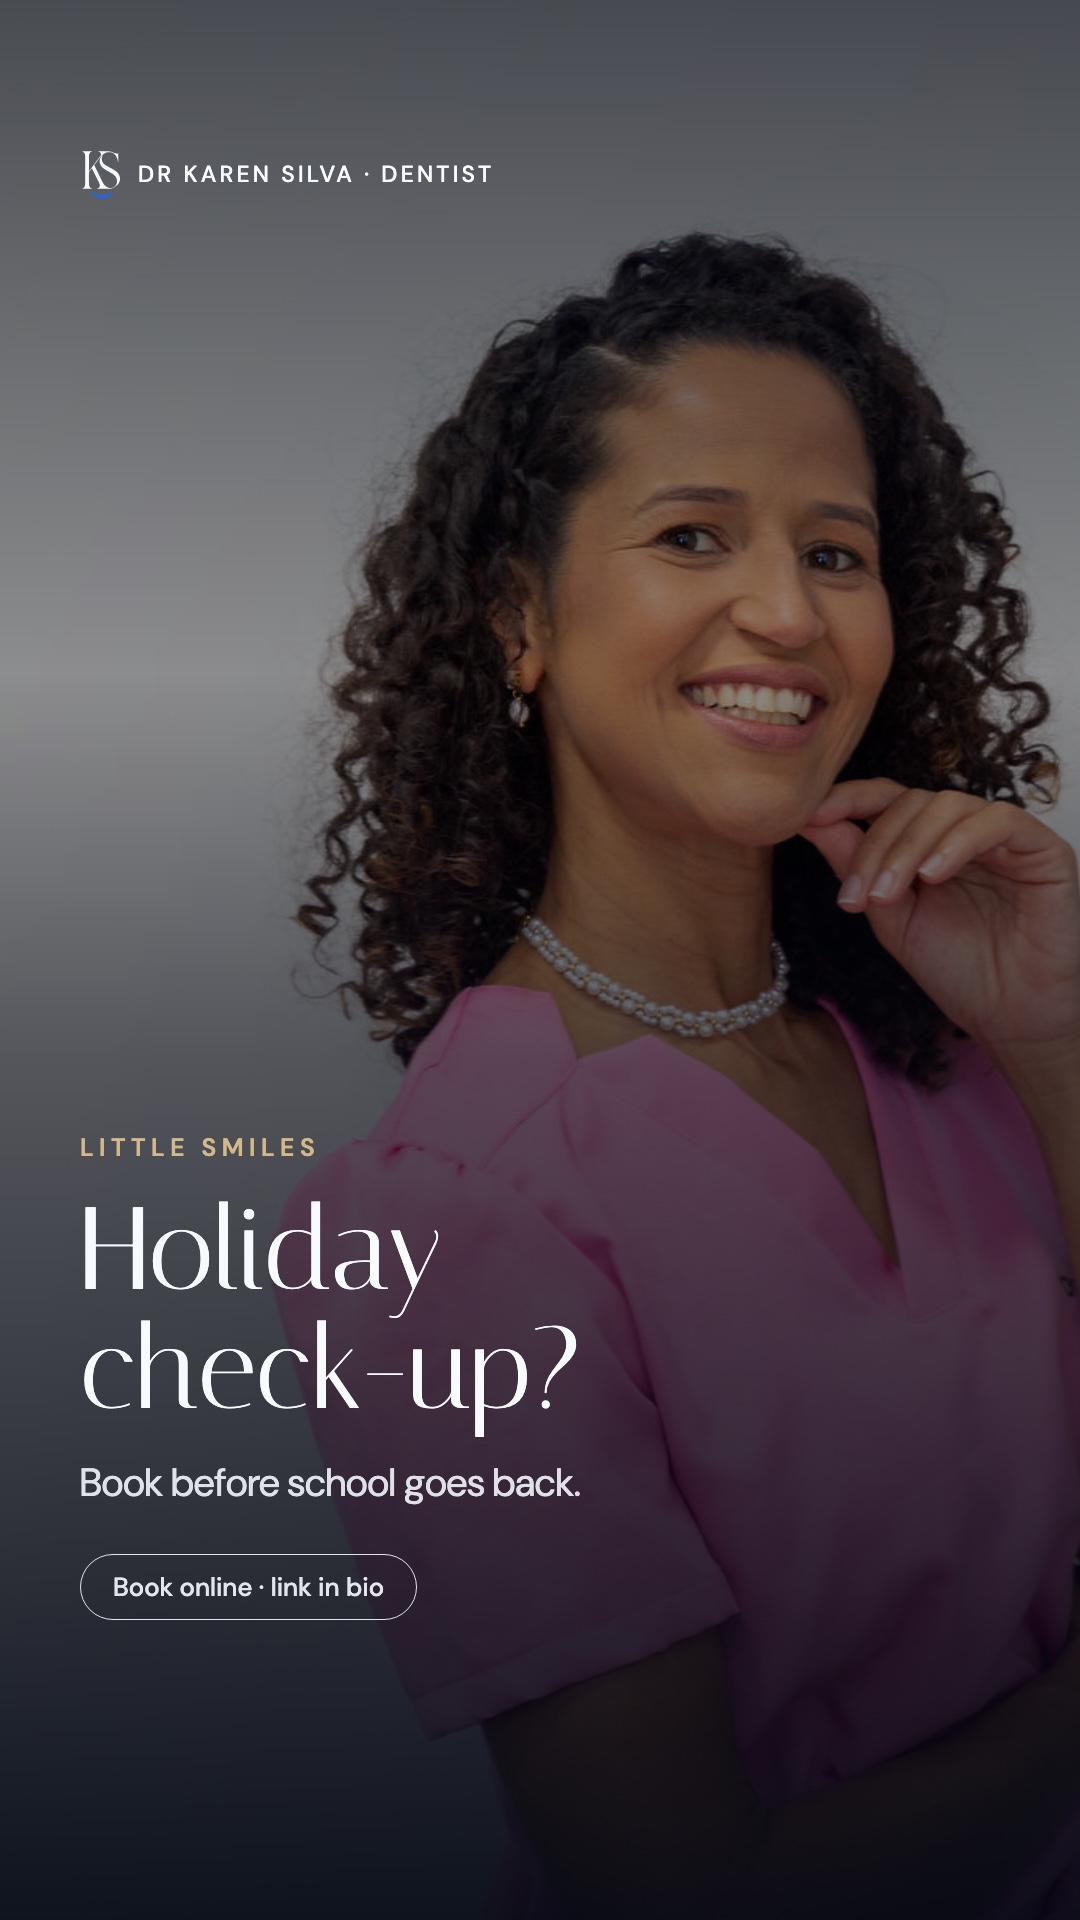 KS DR KAREN SILVA · DENTIST
LITTLE SMILES
Holiday
check-up?
Book before school goes back.
Book online · link in bio